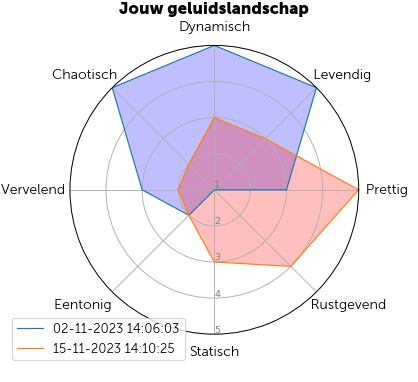 Jouw geluidslandschap
Dynamisch
Chaotisch
Levendig
Vervelend
Prettig
1
2
3
4
5
Eentonig
Rustgevend
Statisch
02-11-2023 14:06:03
15-11-2023 14:10:25